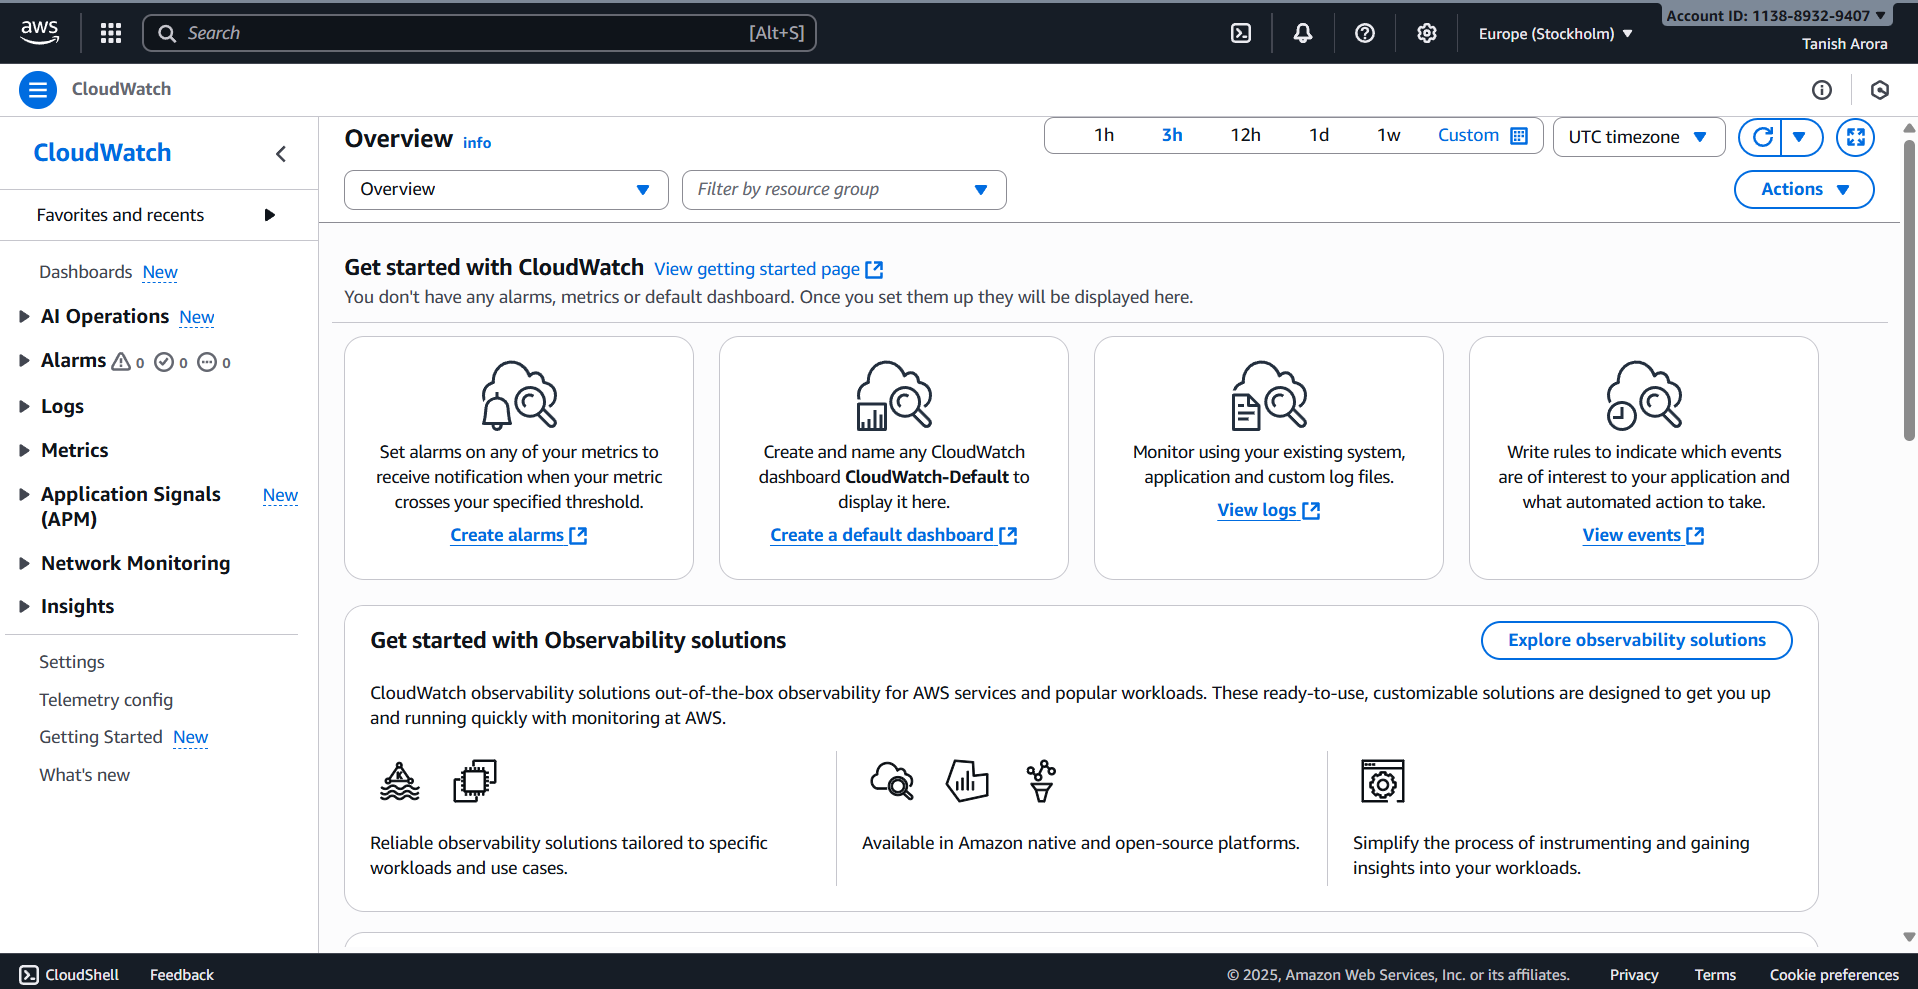 aws
Search
[Alt+S]
Europe (Stockholm)
Account ID: 1138-8932-9407
Tanish Arora
CloudWatch
CloudWatch
Favorites and recents
Dashboards New
AI Operations New
Alarms 0 0 0
Logs
Metrics
Application Signals New
(APM)
Network Monitoring
Insights
Settings
Telemetry config
Getting Started New
What's new
Overview info
1h 3h 12h 1d 1w Custom
UTC timezone
Overview
Filter by resource group
Actions
Get started with CloudWatch View getting started page
You don't have any alarms, metrics or default dashboard. Once you set them up they will be displayed here.
Set alarms on any of your metrics to
receive notification when your metric
crosses your specified threshold.
Create alarms
Create and name any CloudWatch
dashboard CloudWatch-Default to
display it here.
Create a default dashboard
Monitor using your existing system,
application and custom log files.
View logs
Write rules to indicate which events
are of interest to your application and
what automated action to take.
View events
Get started with Observability solutions
Explore observability solutions
CloudWatch observability solutions out-of-the-box observability for AWS services and popular workloads. These ready-to-use, customizable solutions are designed to get you up
and running quickly with monitoring at AWS.
Reliable observability solutions tailored to specific
workloads and use cases.
Available in Amazon native and open-source platforms.
Simplify the process of instrumenting and gaining
insights into your workloads.
CloudShell
Feedback
© 2025, Amazon Web Services, Inc. or its affiliates.
Privacy
Terms
Cookie preferences